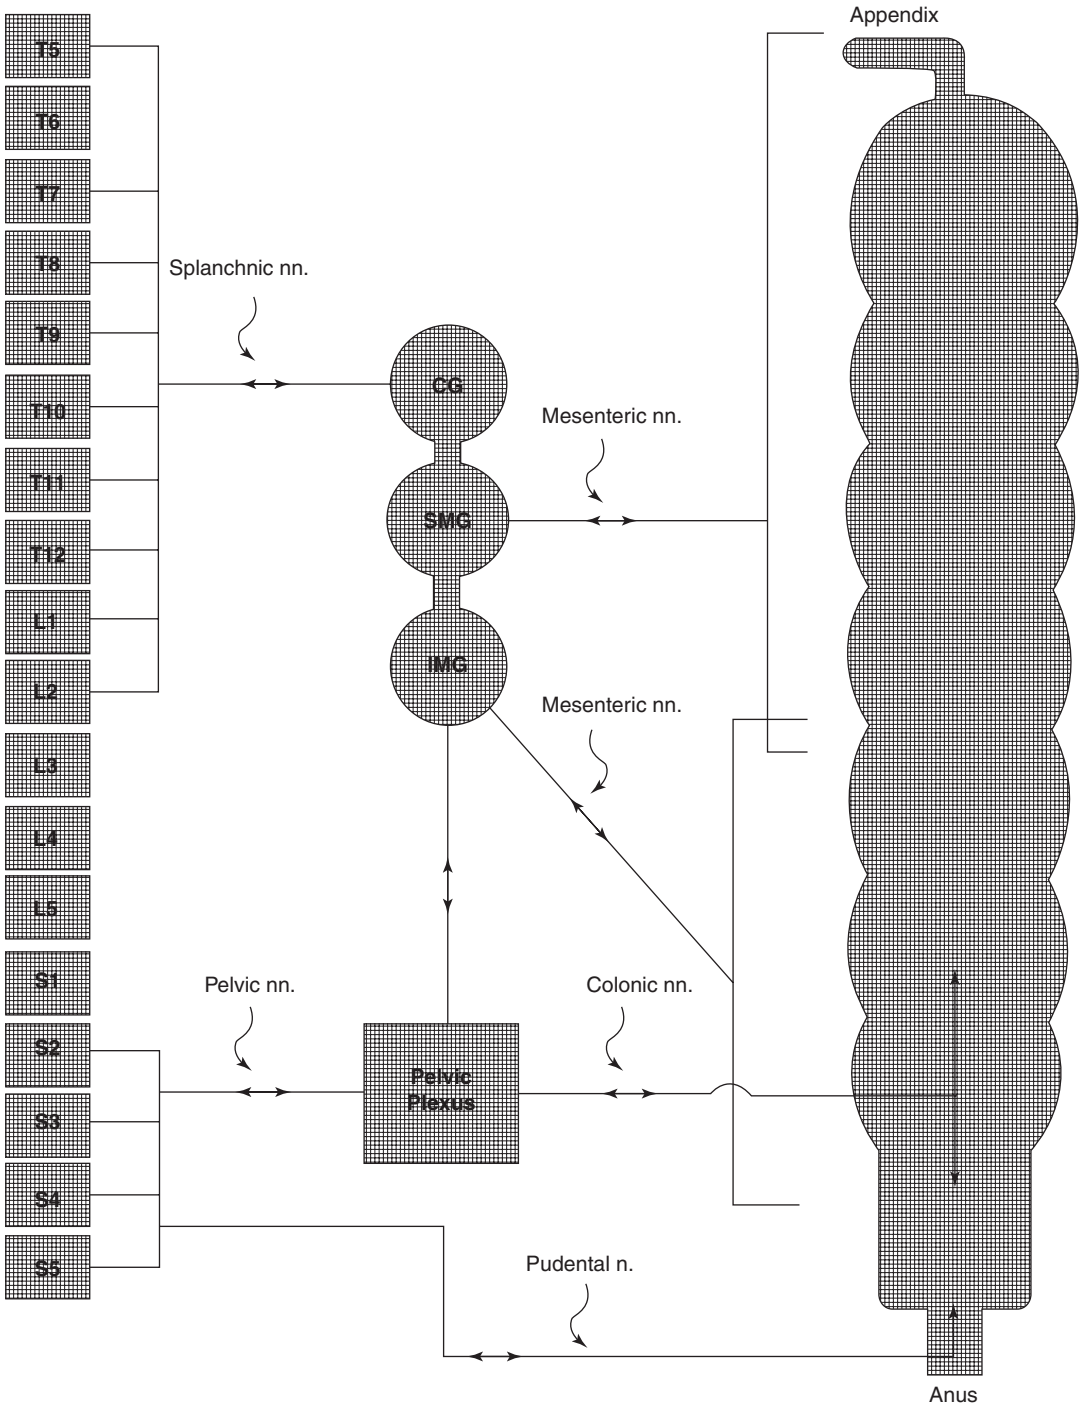 Appendix
T5
T6
T7
T8
T9
T10
T11
T12
L1
L2
L3
L4
L5
S1
S2
S3
S4
S5
Splanchnic nn.
CG
SMG
IMG
Mesenteric nn.
Mesenteric nn.
Pelvic nn.
Colonic nn.
Pelvic
Plexus
Pudental n.
Anus